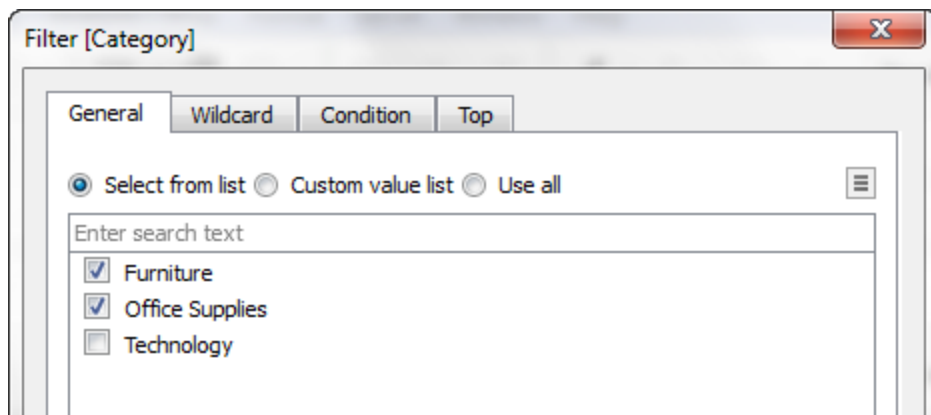 Filter [Category]
General Wildcard Condition Top
Select from list Custom value list Use all
Enter search text
Furniture
Office Supplies
Technology